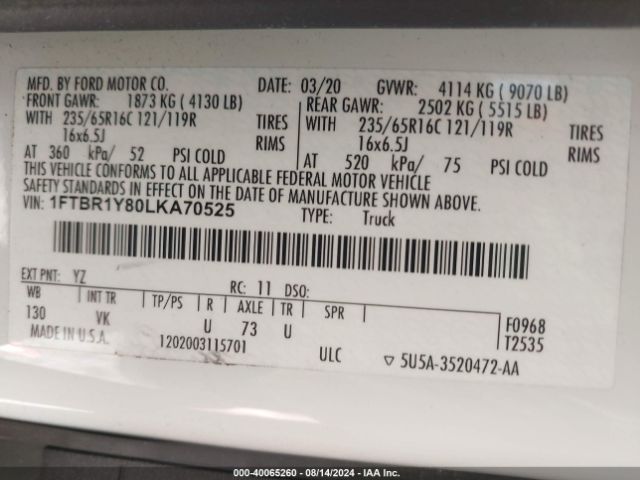 MFD. BY FORD MOTOR CO. DATE: 03/20 GVWR: 4114 KG ( 9070 LB)
FRONT GAWR: 1873 KG ( 4130 LB) REAR GAWR: 2502 KG ( 5515 LB)
WITH 235/65R16C 121/119R TIRES WITH 235/65R16C 121/119R TIRES
16x6.5J RIMS 16x6.5J RIMS
AT 360 kPa/ 52 PSI COLD AT 520 kPa/ 75 PSI COLD
THIS VEHICLE CONFORMS TO ALL APPLICABLE FEDERAL MOTOR VEHICLE
SAFETY STANDARDS IN EFFECT ON THE DATE OF MANUFACTURE SHOWN ABOVE.
VIN: 1FTBR1Y80LKA70525 TYPE: Truck
EXT PNT: YZ RC: 11 DSO:
WB INT TR TP/PS R AXLE TR SPR
130 VK U 73 U F0968
MADE IN U.S.A. T2535
1202003115701 ULC ▽ 5U5A-3520472-AA
000-40065260 - 08/14/2024 - IAA Inc.